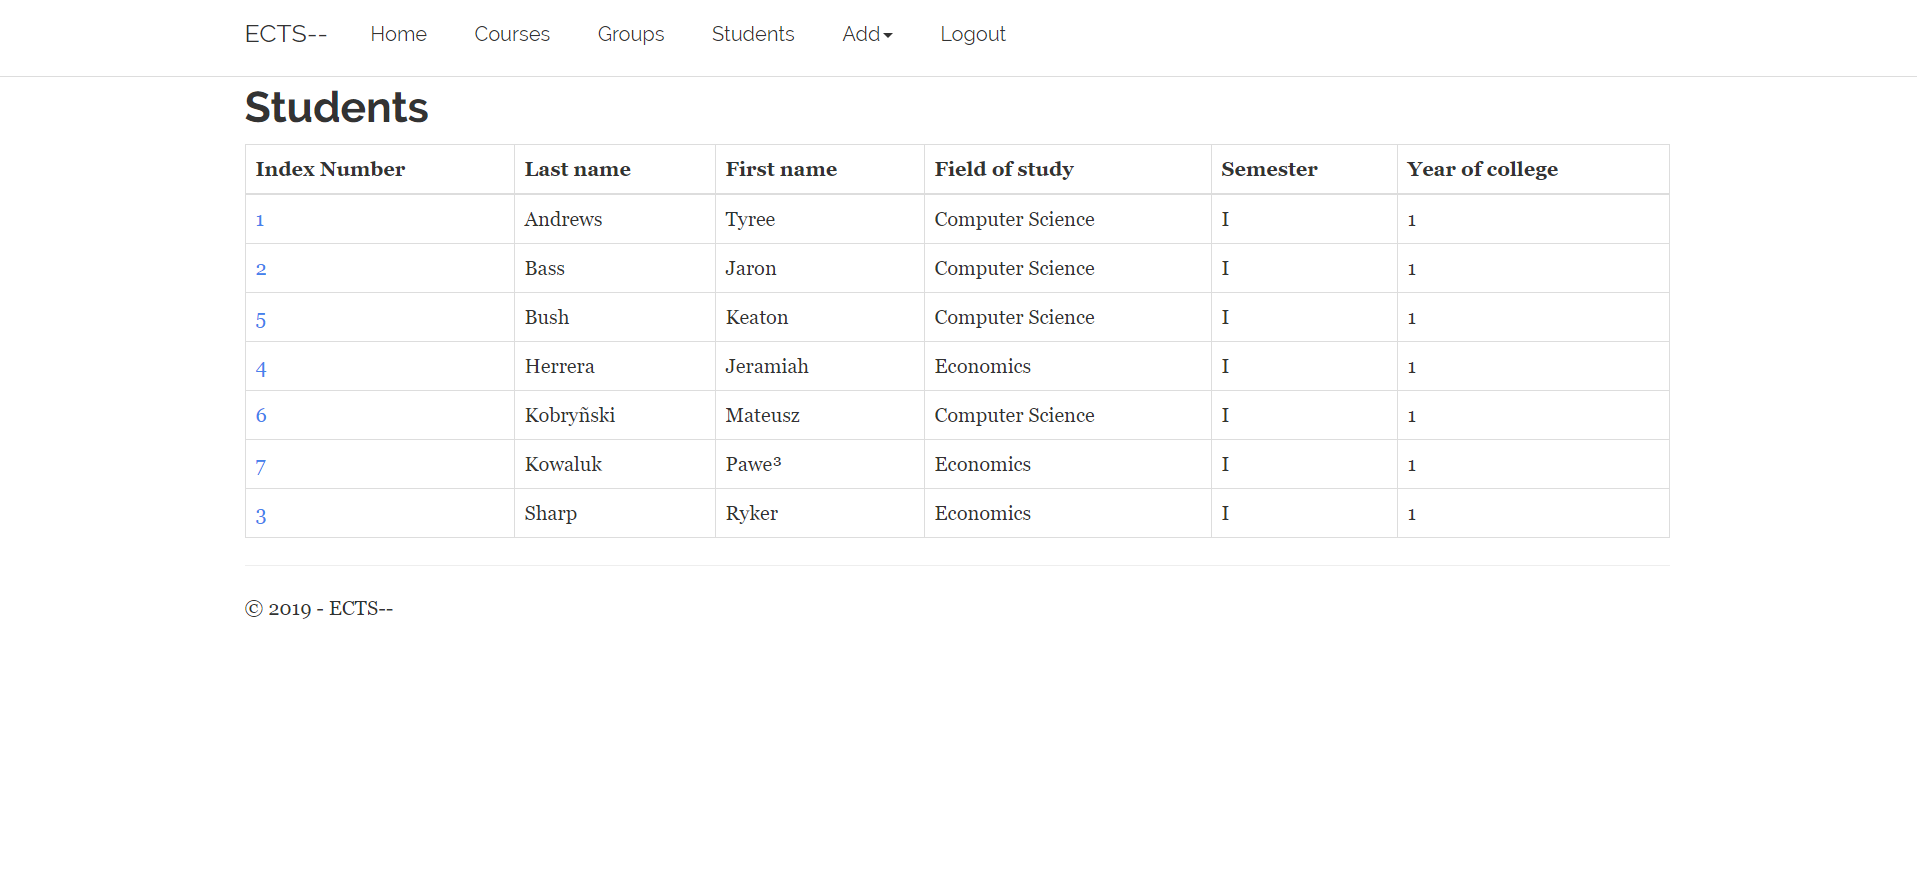 ECTS-- Home Courses Groups Students Add Logout
Students
Index Number Last name First name Field of study Semester Year of college
1 Andrews Tyree Computer Science I 1
2 Bass Jaron Computer Science I 1
5 Bush Keaton Computer Science I 1
4 Herrera Jeramiah Economics I 1
6 Kobryñski Mateusz Computer Science I 1
7 Kowaluk Pawe³ Economics I 1
3 Sharp Ryker Economics I 1
© 2019 - ECTS--